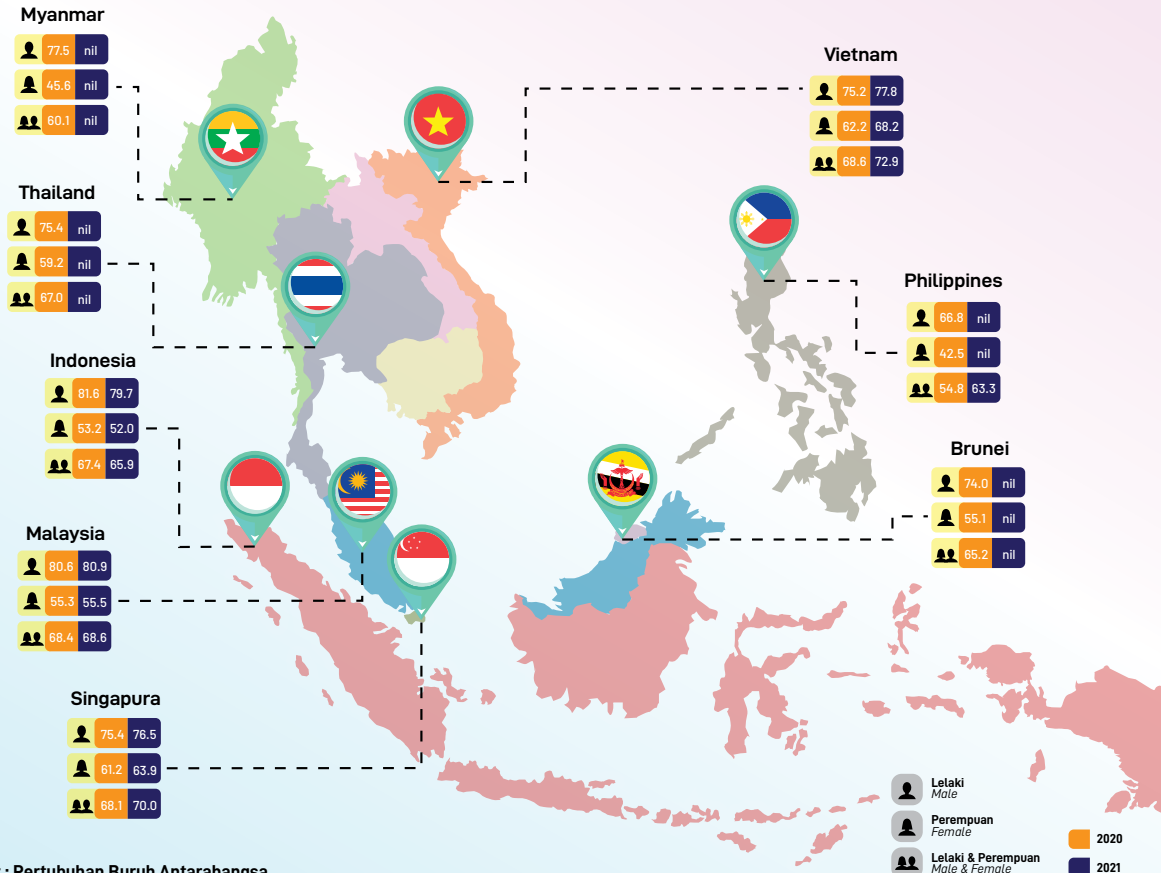 Myanmar
77.5 nil
45.6 nil
60.1 nil
Thailand
75.4 nil
59.2 nil
67.0 nil
Indonesia
81.6 79.7
53.2 52.0
67.4 65.9
Malaysia
80.6 80.9
55.3 55.5
68.4 68.6
Singapura
75.4 76.5
61.2 63.9
68.1 70.0
Vietnam
75.2 77.8
62.2 68.2
68.6 72.9
Philippines
66.8 nil
42.5 nil
54.8 63.3
Brunei
74.0 nil
55.1 nil
65.2 nil
Lelaki
Male
Perempuan
Female
Lelaki & Perempuan
Male & Female
2020
2021
: Pertubuhan Buruh Antarabangsa